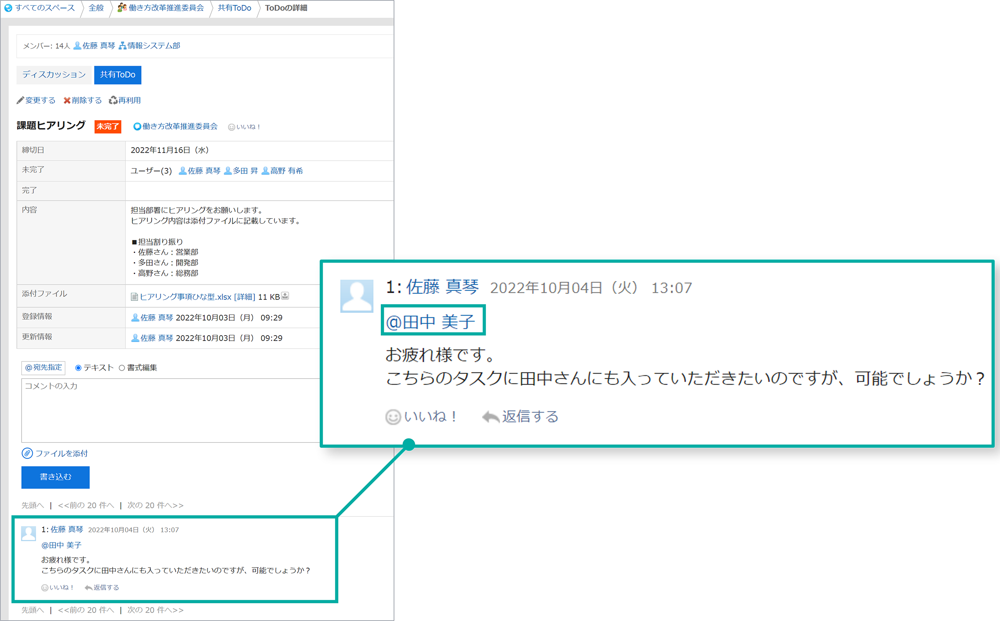 すべてのスペース 全般 働き方改革推進委員会 共有ToDo ToDoの詳細
メンバー: 14人 佐藤 真琴 情報システム部
ディスカッション 共有ToDo
変更する 削除する 再利用
課題ヒアリング 未完了 働き方改革推進委員会 いいね！
締切日 2022年11月16日（水）
未完了 ユーザー(3) 佐藤 真琴 多田 昇 高野 有希
完了
内容 担当部署にヒアリングをお願いします。
ヒアリング内容は添付ファイルに記載しています。
■担当割り振り
・佐藤さん：営業部
・多田さん：開発部
・高野さん：総務部
添付ファイル ヒアリング事項ひな型.xlsx [詳細] 11 KB
登録情報 佐藤 真琴 2022年10月03日（月） 09:29
更新情報 佐藤 真琴 2022年10月03日（月） 09:29
@宛先指定 テキスト 書式編集
コメントの入力
ファイルを添付
書き込む
先頭へ | <<前の 20 件へ | 次の 20 件へ>>
1: 佐藤 真琴 2022年10月04日（火） 13:07
@田中 美子
お疲れ様です。
こちらのタスクに田中さんにも入っていただきたいのですが、可能でしょうか？
いいね！ 返信する
先頭へ | <<前の 20 件へ | 次の 20 件へ>>
1: 佐藤 真琴 2022年10月04日（火） 13:07
@田中 美子
お疲れ様です。
こちらのタスクに田中さんにも入っていただきたいのですが、可能でしょうか？
いいね！ 返信する